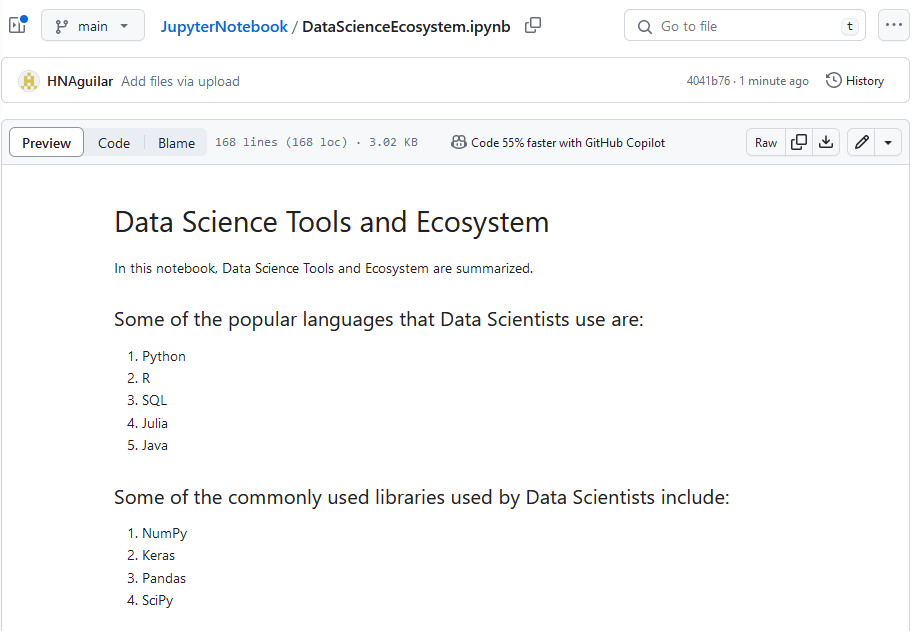 main
JupyterNotebook / DataScienceEcosystem.ipynb
Go to file
t
HNAguilar Add files via upload
4041b76 · 1 minute ago
History
Preview
Code
Blame
168 lines (168 loc) · 3.02 KB
Code 55% faster with GitHub Copilot
Raw
Data Science Tools and Ecosystem
In this notebook, Data Science Tools and Ecosystem are summarized.
Some of the popular languages that Data Scientists use are:
1. Python
2. R
3. SQL
4. Julia
5. Java
Some of the commonly used libraries used by Data Scientists include:
1. NumPy
2. Keras
3. Pandas
4. SciPy